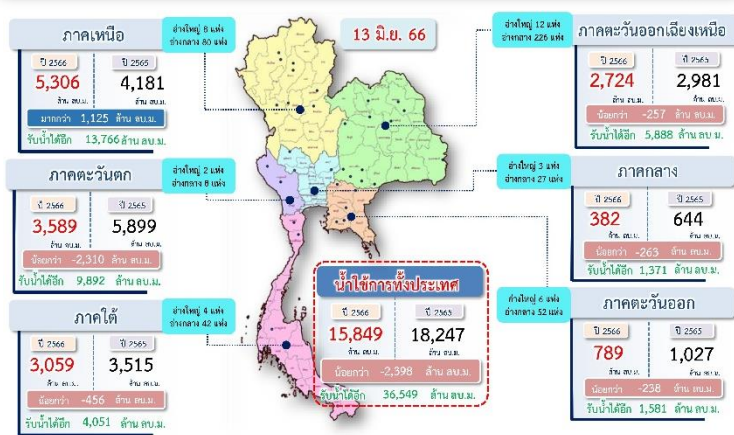 13 มิ.ย. 66
ภาคเหนือ
ปี 2566 ปี 2565
5,306 4,181
ล้าน ลบ.ม. ล้าน ลบ.ม.
มากกว่า 1,125 ล้าน ลบ.ม.
รับน้ำได้อีก 13,766 ล้าน ลบ.ม.
อ่างใหญ่ 8 แห่ง
อ่างกลาง 80 แห่ง
อ่างใหญ่ 12 แห่ง
อ่างกลาง 226 แห่ง
ภาคตะวันออกเฉียงเหนือ
ปี 2566 ปี 2565
2,724 2,981
ล้าน ลบ.ม. ล้าน ลบ.ม.
น้อยกว่า -257 ล้าน ลบ.ม.
รับน้ำได้อีก 5,888 ล้าน ลบ.ม.
ภาคตะวันตก
ปี 2566 ปี 2565
3,589 5,899
ล้าน ลบ.ม. ล้าน ลบ.ม.
น้อยกว่า -2,310 ล้าน ลบ.ม.
รับน้ำได้อีก 9,892 ล้าน ลบ.ม.
อ่างใหญ่ 2 แห่ง
อ่างกลาง 8 แห่ง
อ่างใหญ่ 3 แห่ง
อ่างกลาง 27 แห่ง
ภาคกลาง
ปี 2566 ปี 2565
382 644
ล้าน ลบ.ม. ล้าน ลบ.ม.
น้อยกว่า -263 ล้าน ลบ.ม.
รับน้ำได้อีก 1,371 ล้าน ลบ.ม.
ภาคใต้
ปี 2566 ปี 2565
3,059 3,515
ล้าน ลบ.ม. ล้าน ลบ.ม.
น้อยกว่า -456 ล้าน ลบ.ม.
รับน้ำได้อีก 4,051 ล้าน ลบ.ม.
อ่างใหญ่ 4 แห่ง
อ่างกลาง 42 แห่ง
น้ำใช้การทั้งประเทศ
ปี 2566 ปี 2565
15,849 18,247
ล้าน ลบ.ม. ล้าน ลบ.ม.
น้อยกว่า -2,398 ล้าน ลบ.ม.
รับน้ำได้อีก 36,549 ล้าน ลบ.ม.
อ่างใหญ่ 6 แห่ง
อ่างกลาง 52 แห่ง
ภาคตะวันออก
ปี 2566 ปี 2565
789 1,027
ล้าน ลบ.ม. ล้าน ลบ.ม.
น้อยกว่า -238 ล้าน ลบ.ม.
รับน้ำได้อีก 1,581 ล้าน ลบ.ม.